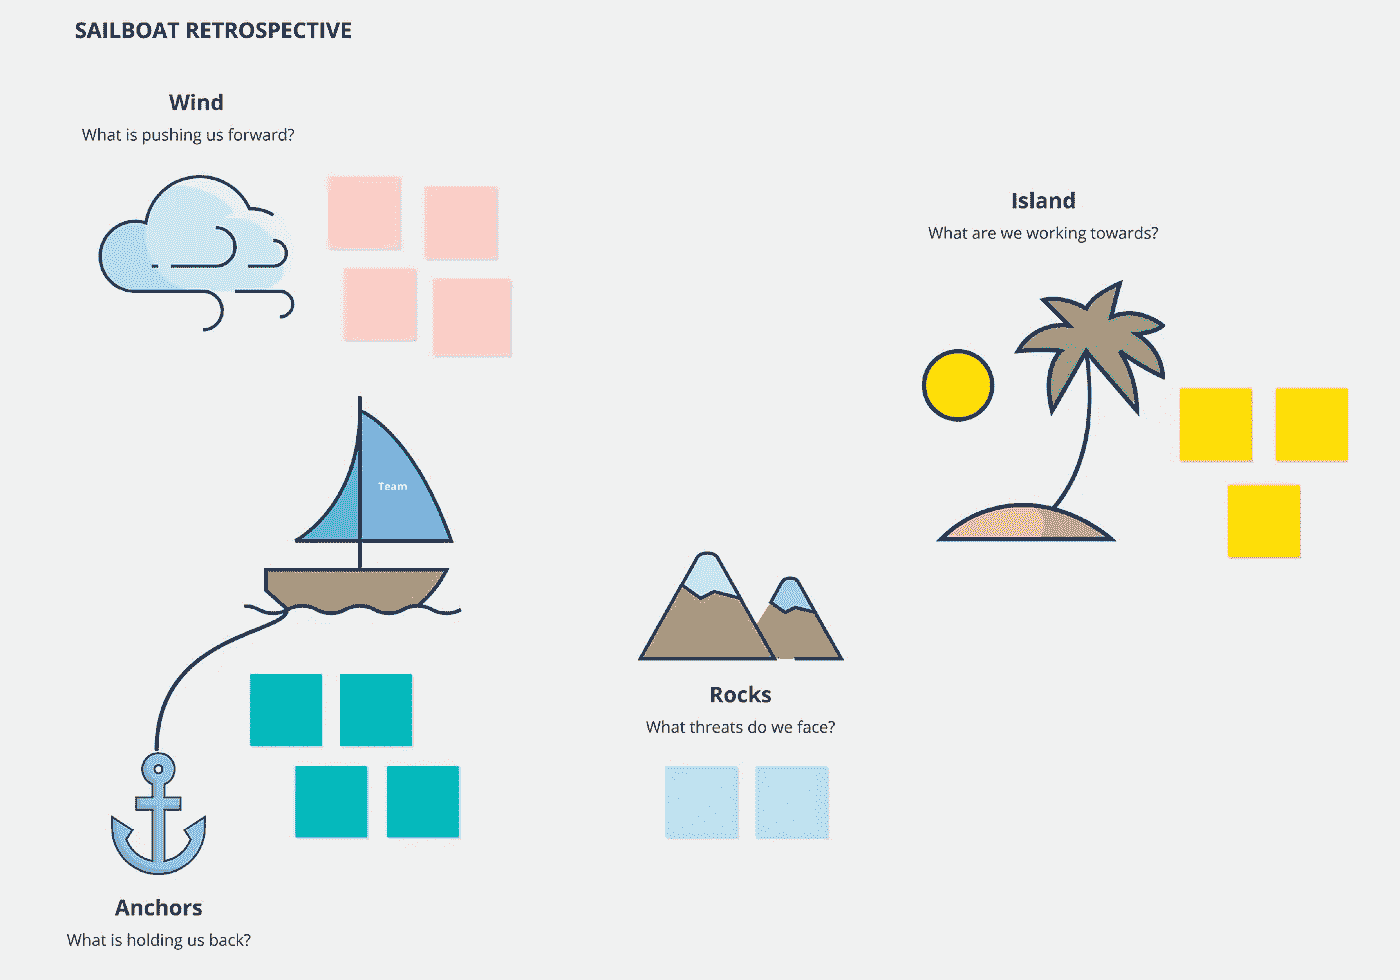 SAILBOAT RETROSPECTIVE
Wind
What is pushing us forward?
Island
What are we working towards?
Team
Rocks
What threats do we face?
Anchors
What is holding us back?